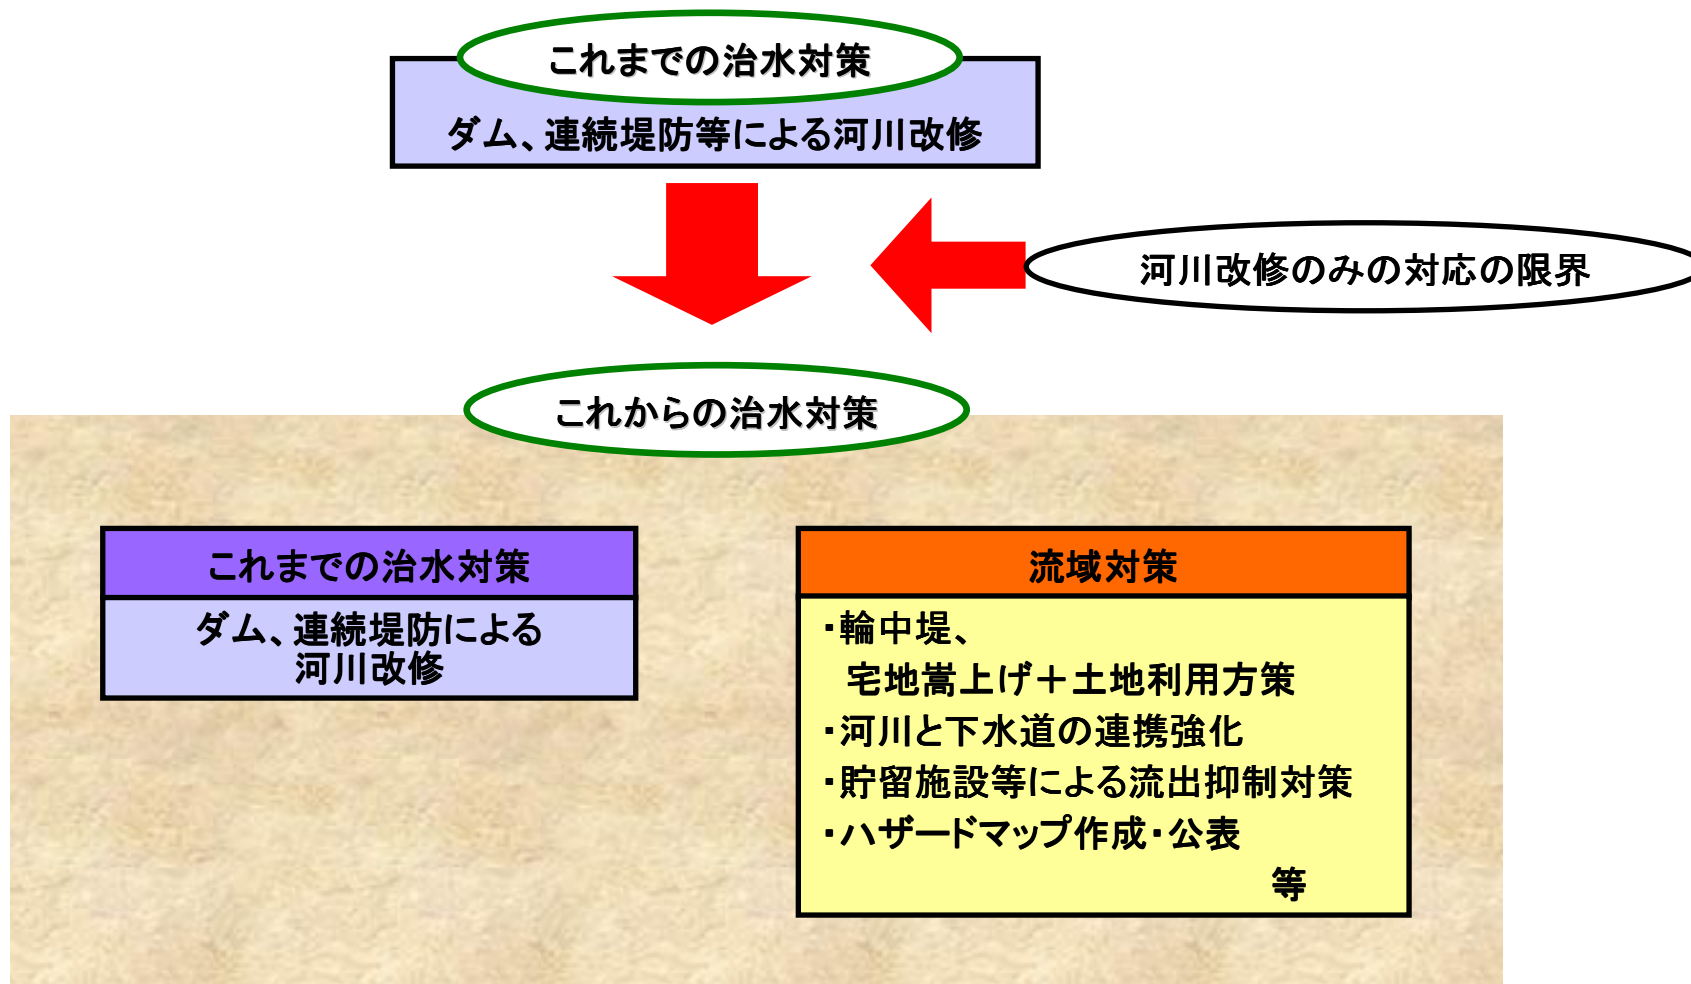 これまでの治水対策
ダム、連続堤防等による河川改修
河川改修のみの対応の限界
これからの治水対策
これまでの治水対策
ダム、連続堤防による
河川改修
流域対策
・輪中堤、
宅地嵩上げ＋土地利用方策
・河川と下水道の連携強化
・貯留施設等による流出抑制対策
・ハザードマップ作成・公表
等